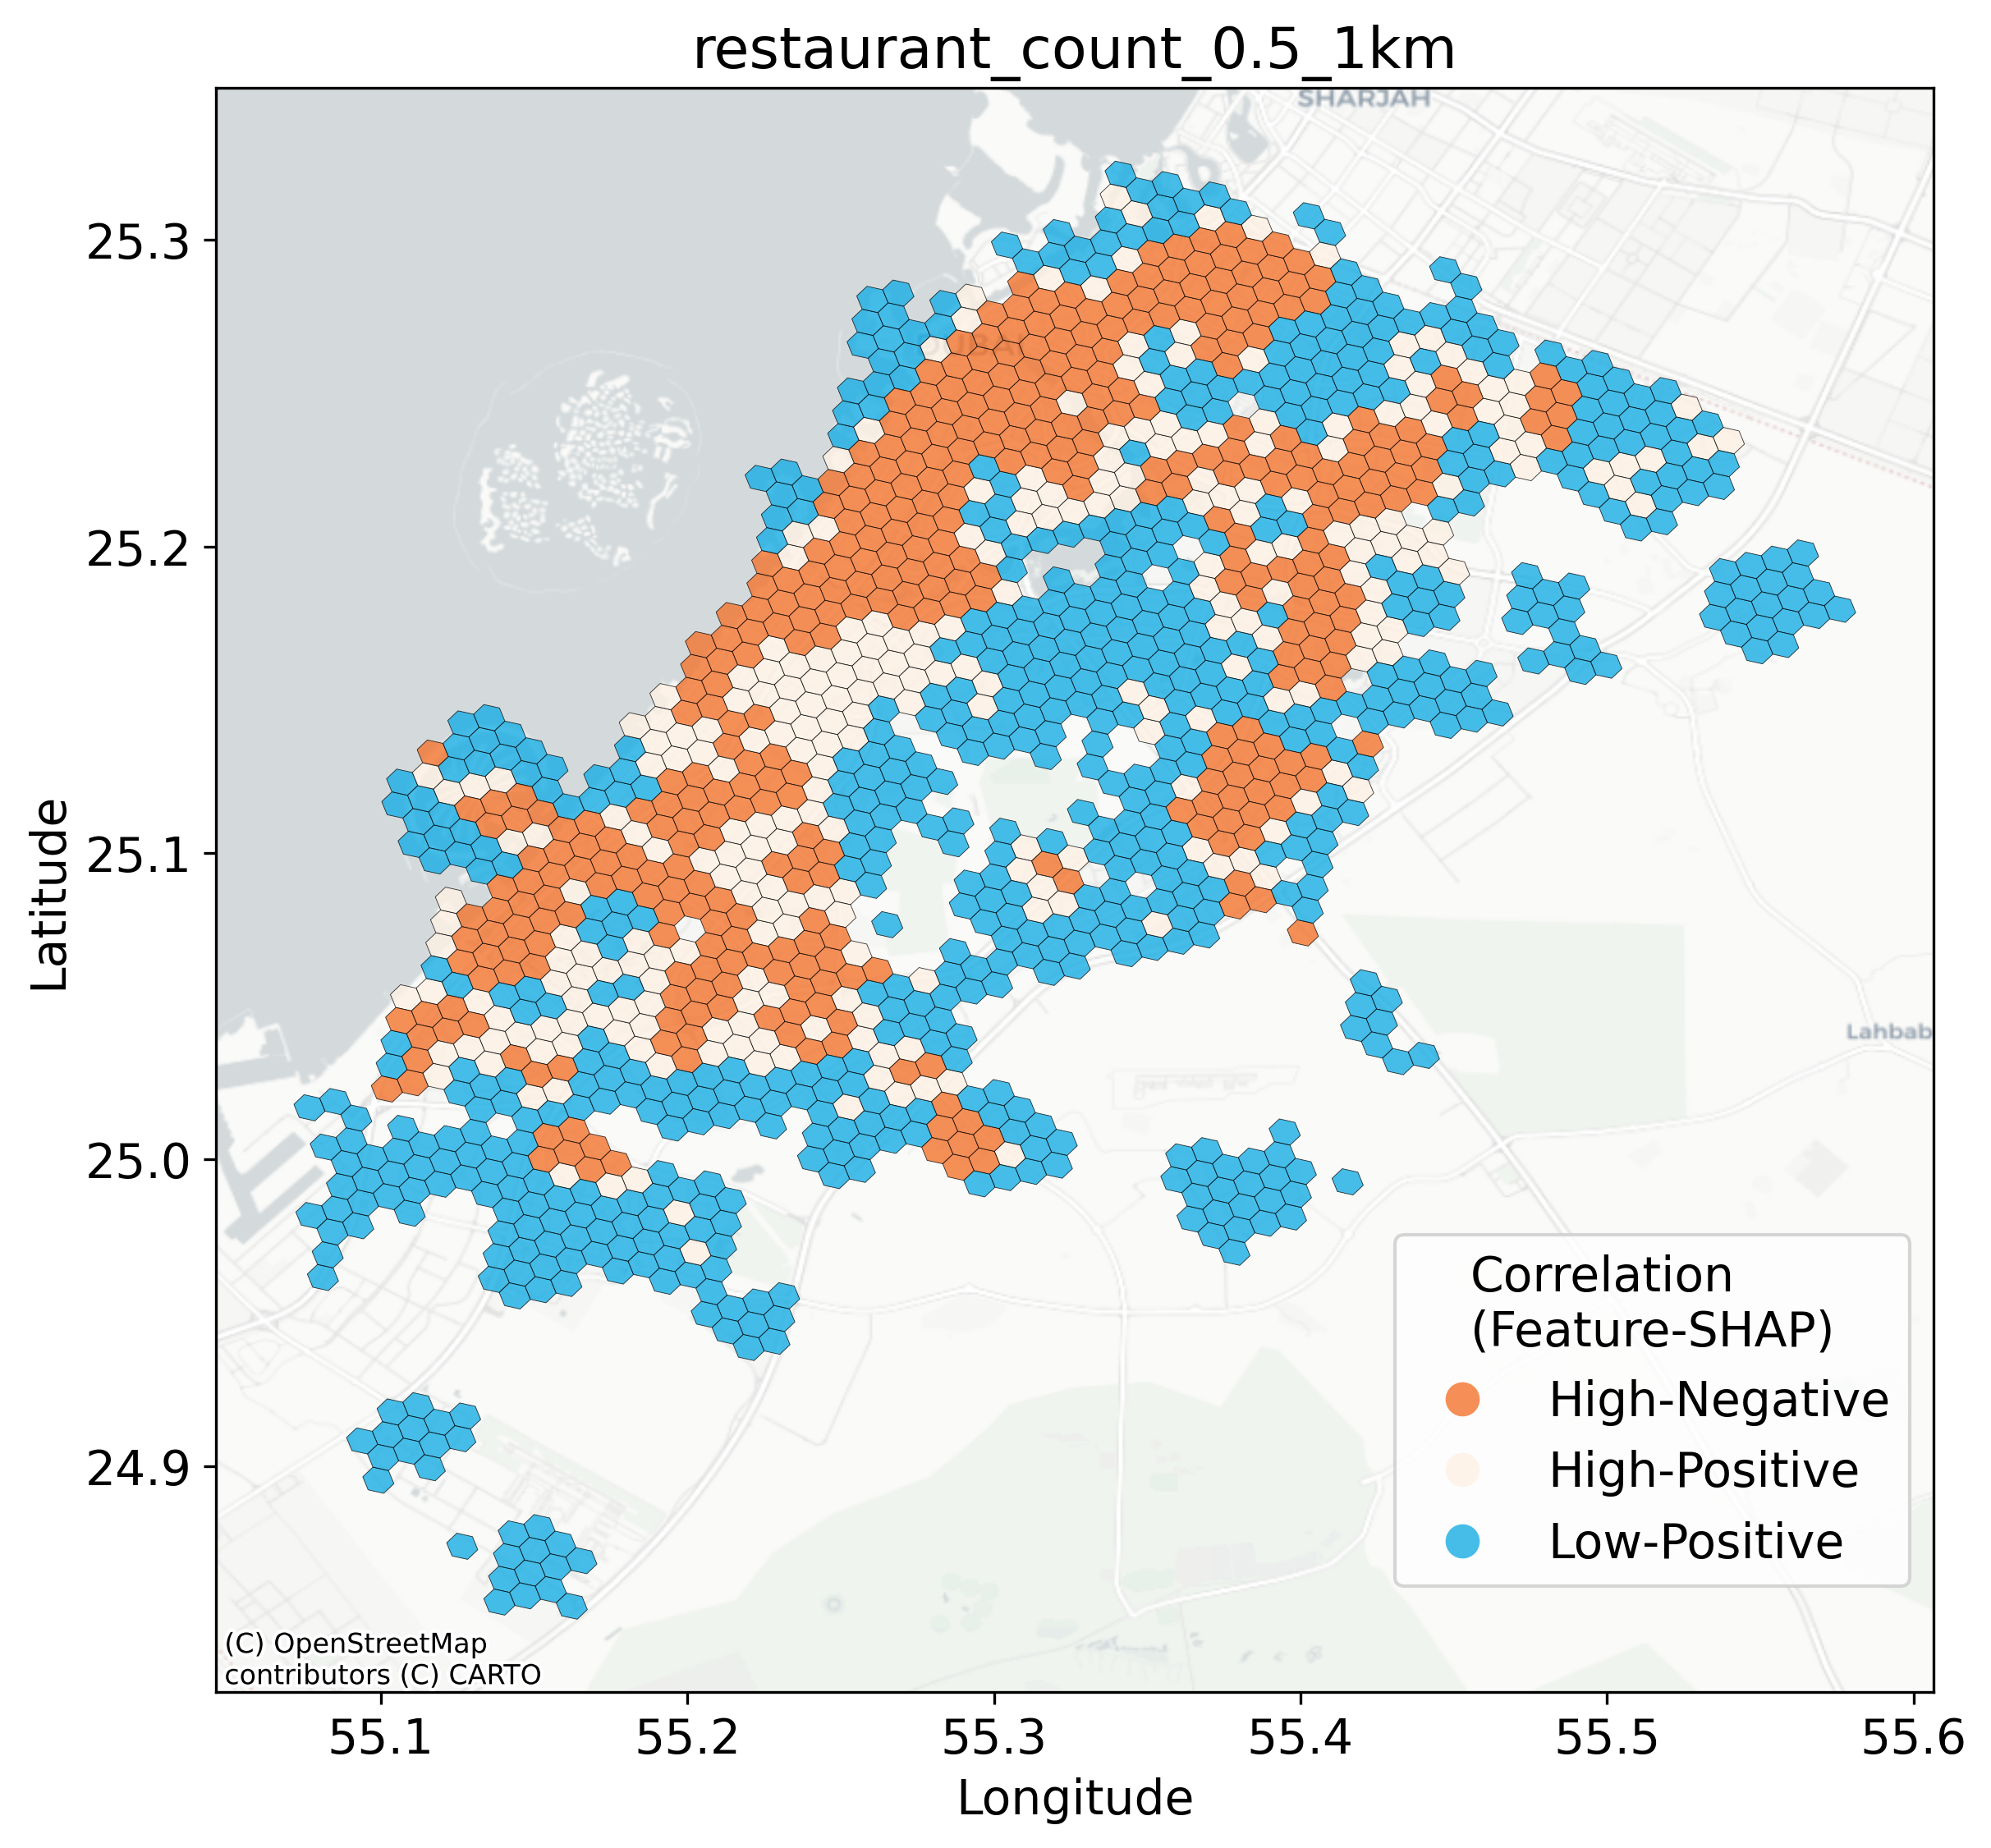 restaurant_count_0.5_1km
SHARJAH
25.3
DUBAI
25.2
25.1
Latitude
Lahbab
25.0
Correlation
(Feature-SHAP)
High-Negative
High-Positive
Low-Positive
24.9
(C) OpenStreetMap
contributors (C) CARTO
55.1 55.2 55.3 55.4 55.5 55.6
Longitude